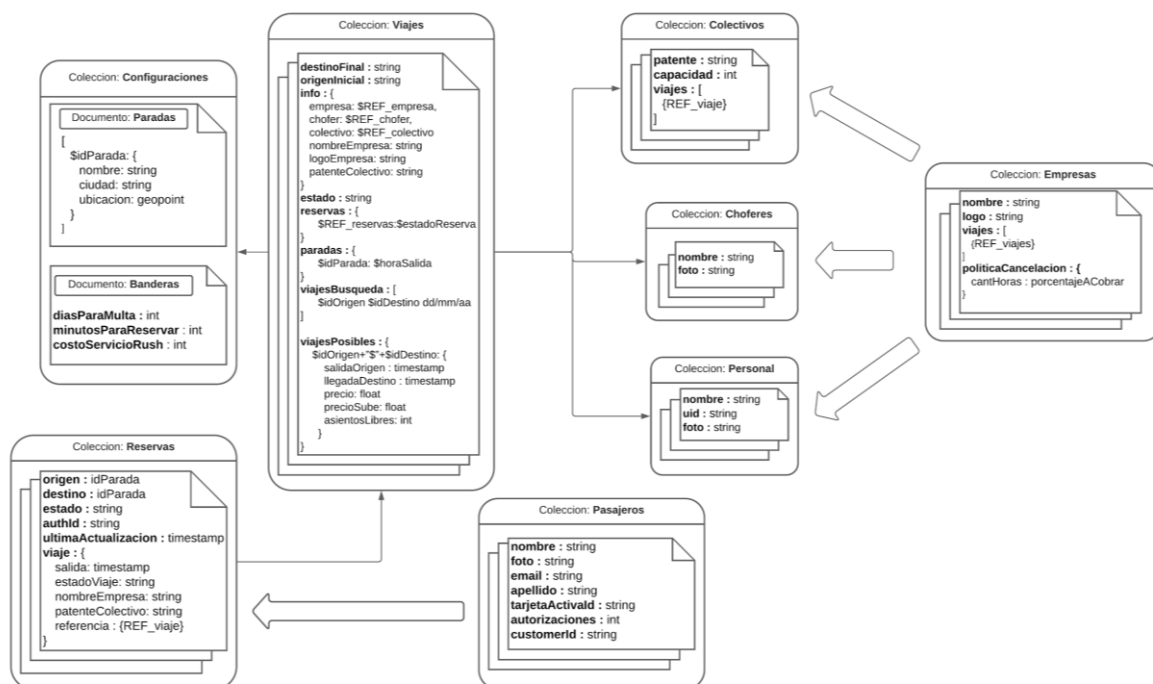 Coleccion: Viajes
destinoFinal : string
origenInicial : string
info : {
empresa: $REF_empresa,
chofer: $REF_chofer,
colectivo: $REF_colectivo
nombreEmpresa: string
logoEmpresa: string
patenteColectivo: string
}
estado : string
reservas : {
$REF_reservas:$estadoReserva
}
paradas : {
$idParada: $horaSalida
}
viajesBusqueda : [
$idOrigen $idDestino dd/mm/aa
]
viajesPosibles : {
$idOrigen+"$"+$idDestino: {
salidaOrigen : timestamp
llegadaDestino : timestamp
precio: float
precioSube: float
asientosLibres: int
}
}
Coleccion: Configuraciones
Documento: Paradas
[
$idParada: {
nombre: string
ciudad: string
ubicacion: geopoint
}
]
Documento: Banderas
diasParaMulta : int
minutosParaReservar : int
costoServicioRush : int
Coleccion: Colectivos
patente : string
capacidad : int
viajes : [
{REF_viaje}
]
Coleccion: Choferes
nombre : string
foto : string
Coleccion: Personal
nombre : string
uid : string
foto : string
Coleccion: Empresas
nombre : string
logo : string
viajes : [
{REF_viajes}
]
politicaCancelacion : {
cantHoras : porcentajeACobrar
}
Coleccion: Reservas
origen : idParada
destino : idParada
estado : string
authId : string
ultimaActualizacion : timestamp
viaje : {
salida: timestamp
estadoViaje: string
nombreEmpresa: string
patenteColectivo: string
referencia : {REF_viaje}
}
Coleccion: Pasajeros
nombre : string
foto : string
email : string
apellido : string
tarjetaActivaId : string
autorizaciones : int
customerId : string